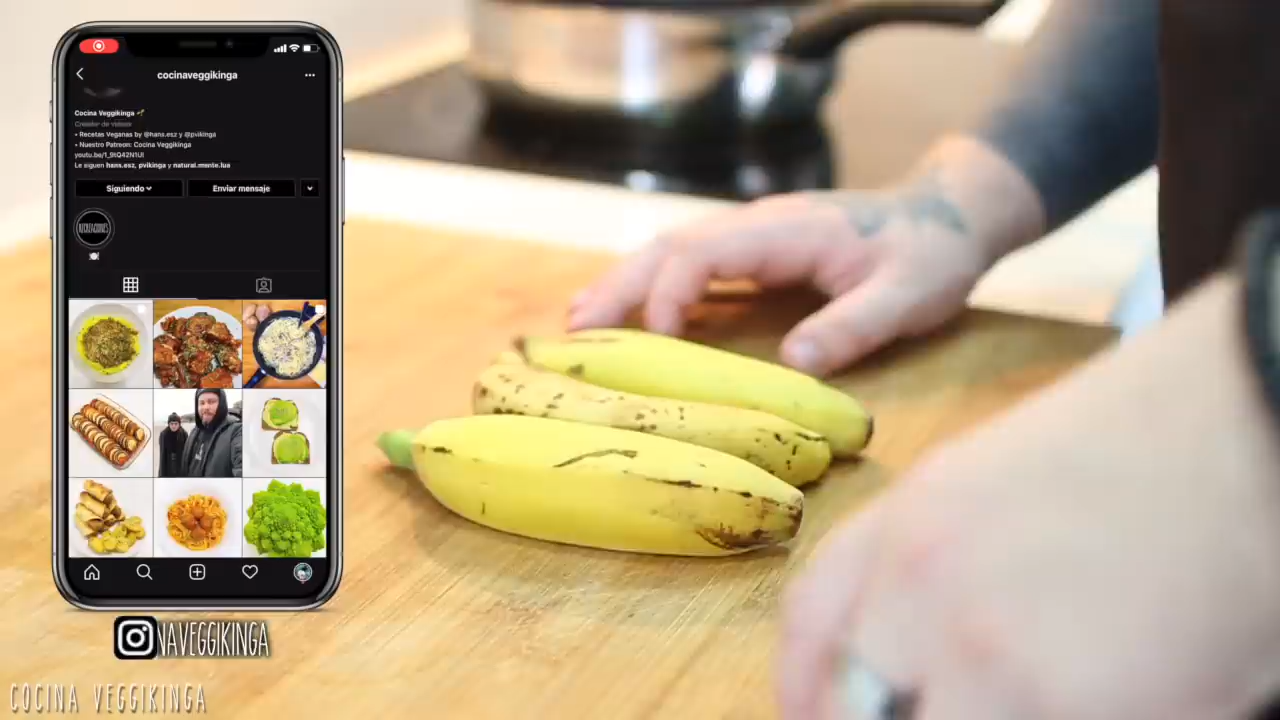 cocinaveggikinga
Cocina Veggikinga
Creador de videos
• Recetas Veganas by @hans.esz y @pvikinga
• Nuestro Patreon: Cocina Veggikinga
Le siguen hans.esz, pvikinga y natural.mente.lua
Siguiendo
Enviar mensaje
RECREACIONES
NAVEGGIKINGA
COCINA VEGGIKINGA